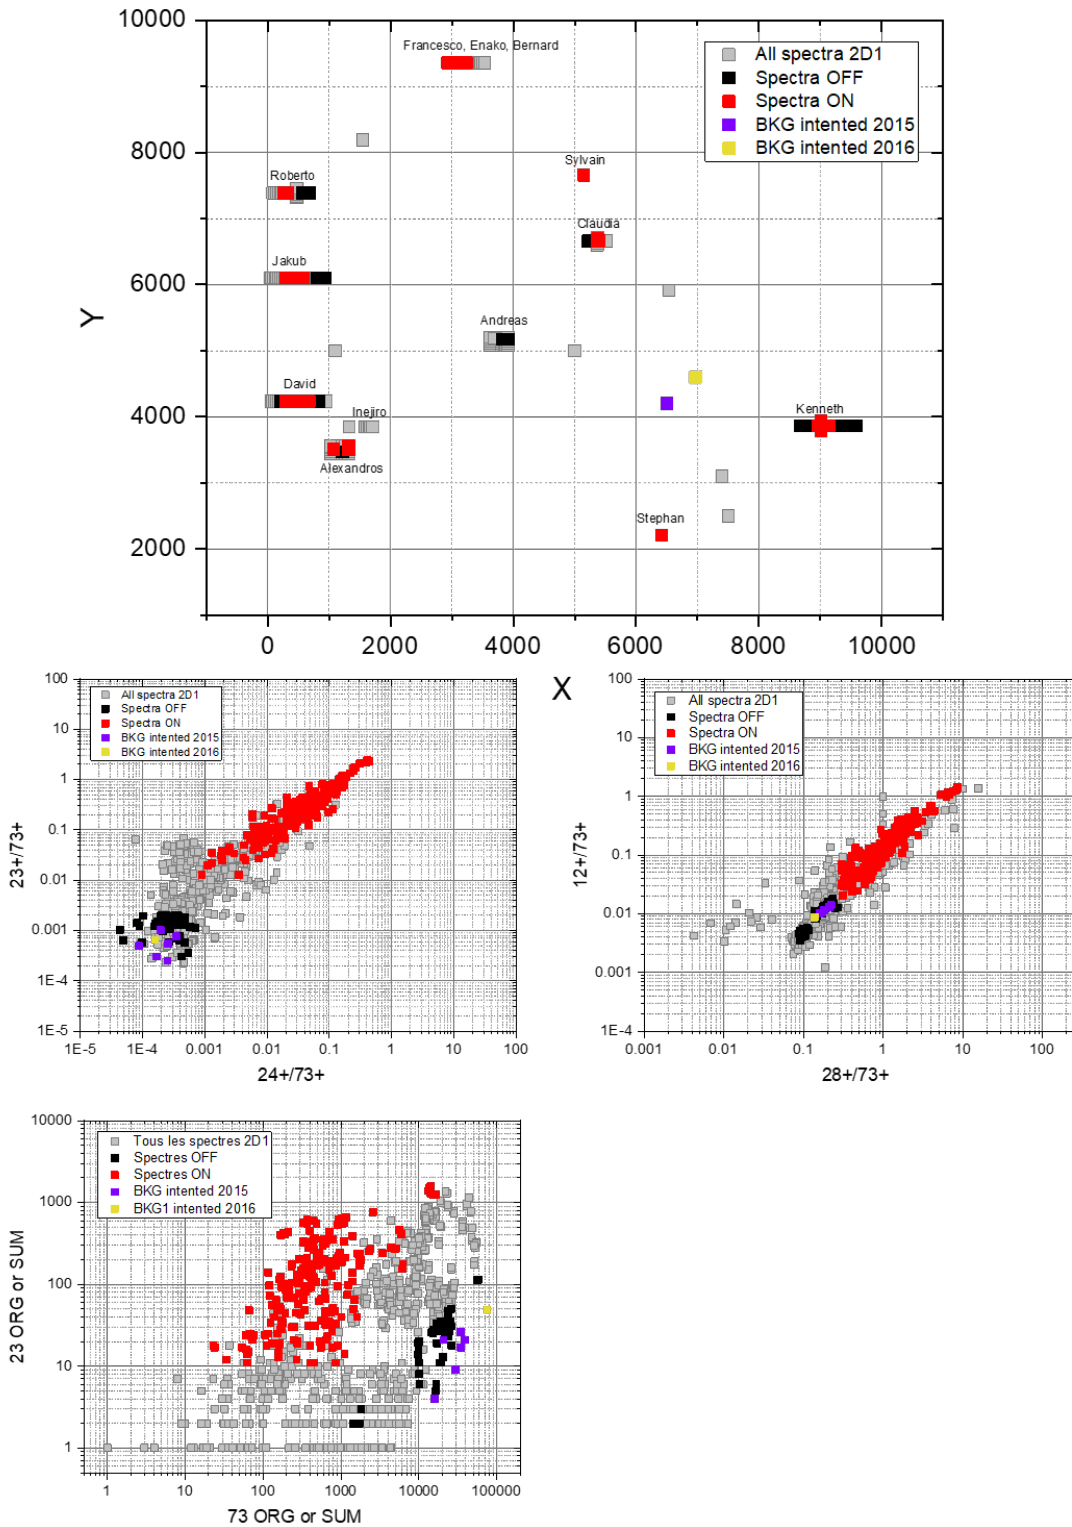 10000
Francesco, Enako, Bernard
All spectra 2D1
Spectra OFF
Spectra ON
BKG intented 2015
BKG intented 2016
8000
Sylvain
Roberto
Claudia
Jakub
6000
Y
Andreas
David
Inejiro
Kenneth
4000
Alexandros
Stephan
2000
0 2000 4000 6000 8000 10000
X
100
All spectra 2D1
Spectra OFF
Spectra ON
BKG intented 2015
BKG intented 2016
10
1
0.1
0.01
0.001
1E-4
1E-5
23+/73+
1E-5 1E-4 0.001 0.01 0.1 1 10 100
24+/73+
100
All spectra 2D1
Spectra OFF
Spectra ON
BKG intented 2015
BKG intented 2016
10
1
0.1
0.01
0.001
1E-4
12+/73+
0.001 0.01 0.1 1 10 100
28+/73+
10000
Tous les spectres 2D1
Spectres OFF
Spectres ON
BKG intented 2015
BKG1 intented 2016
1000
100
10
1
23 ORG or SUM
1 10 100 1000 10000 100000
73 ORG or SUM